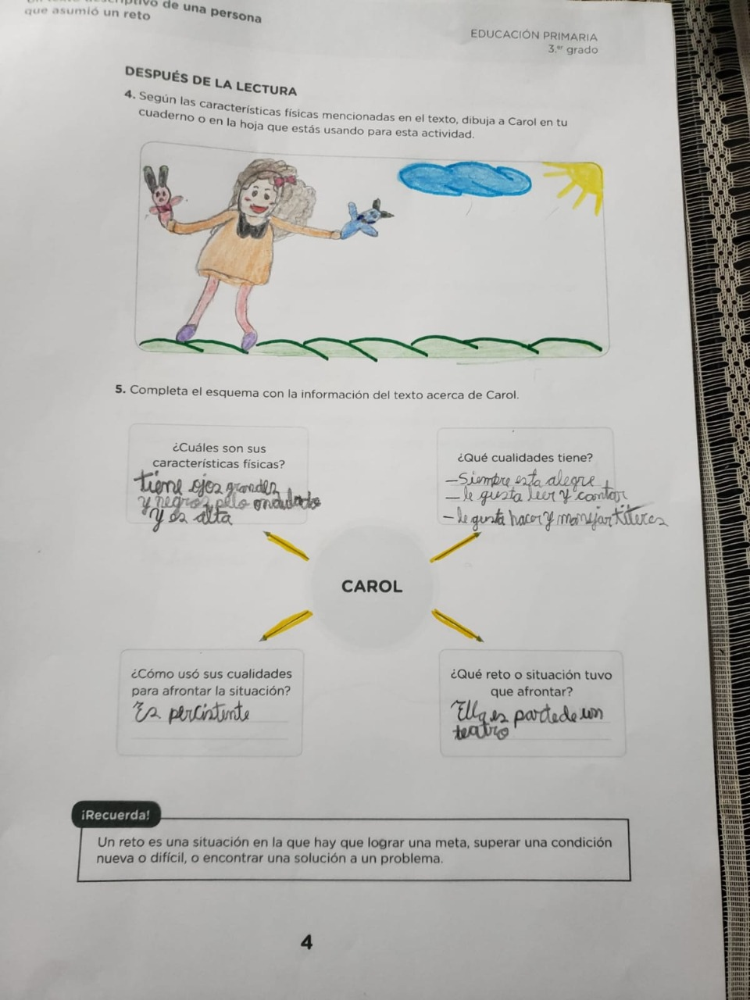 descriptivo de una persona
que asumió un reto
EDUCACIÓN PRIMARIA
3.er grado
DESPUÉS DE LA LECTURA
4. Según las características físicas mencionadas en el texto, dibuja a Carol en tu
cuaderno o en la hoja que estás usando para esta actividad.
5. Completa el esquema con la información del texto acerca de Carol.
¿Cuáles son sus
características físicas?
tiene ojos grandes
y negros pelo ondulado
y es alta
¿Qué cualidades tiene?
- Siempre esta alegre
- le gusta leer y cantar
- le gusta hacer y manejar titeres
CAROL
¿Cómo usó sus cualidades
para afrontar la situación?
Es percistente
¿Qué reto o situación tuvo
que afrontar?
Ella es parte de un
teatro
¡Recuerda!
Un reto es una situación en la que hay que lograr una meta, superar una condición
nueva o difícil, o encontrar una solución a un problema.
4